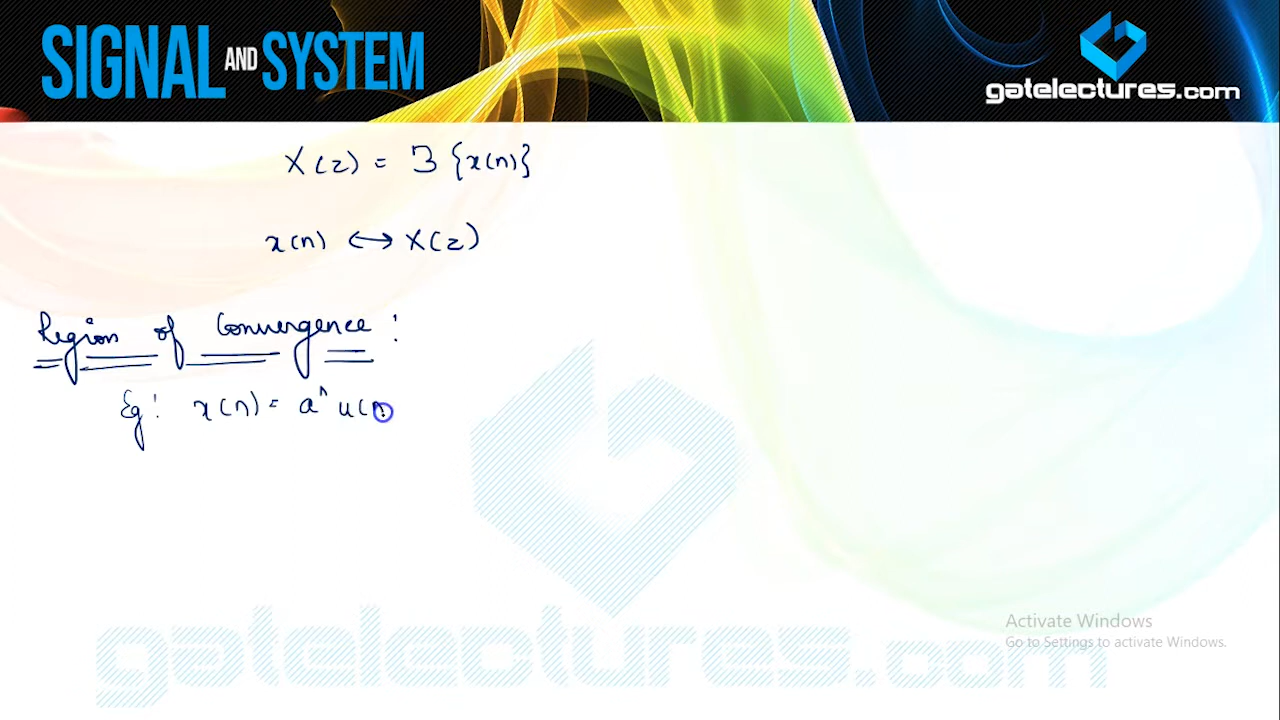 SIGNAL AND SYSTEM
gatelectures.com
X(z) = Ʒ {x(n)}
x(n) ↔ X(z)
Region of Convergence :
Eg: x(n) = aⁿ u(n
gatelectures.com
Activate Windows
Go to Settings to activate Windows.